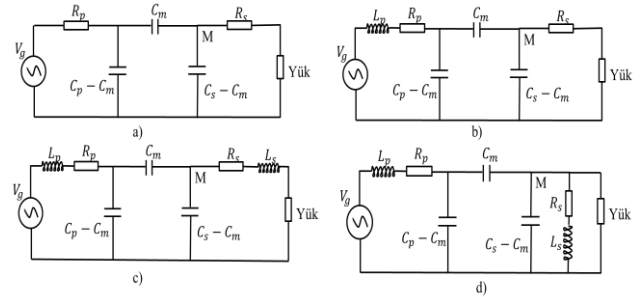 R_p C_m R_s
V_g M
C_p − C_m C_s − C_m Yük
a)
L_p R_p C_m R_s
V_g M
C_p − C_m C_s − C_m Yük
b)
L_p R_p C_m R_s L_s
V_g M
C_p − C_m C_s − C_m Yük
c)
L_p R_p C_m
V_g M
R_s
C_p − C_m C_s − C_m L_s Yük
d)